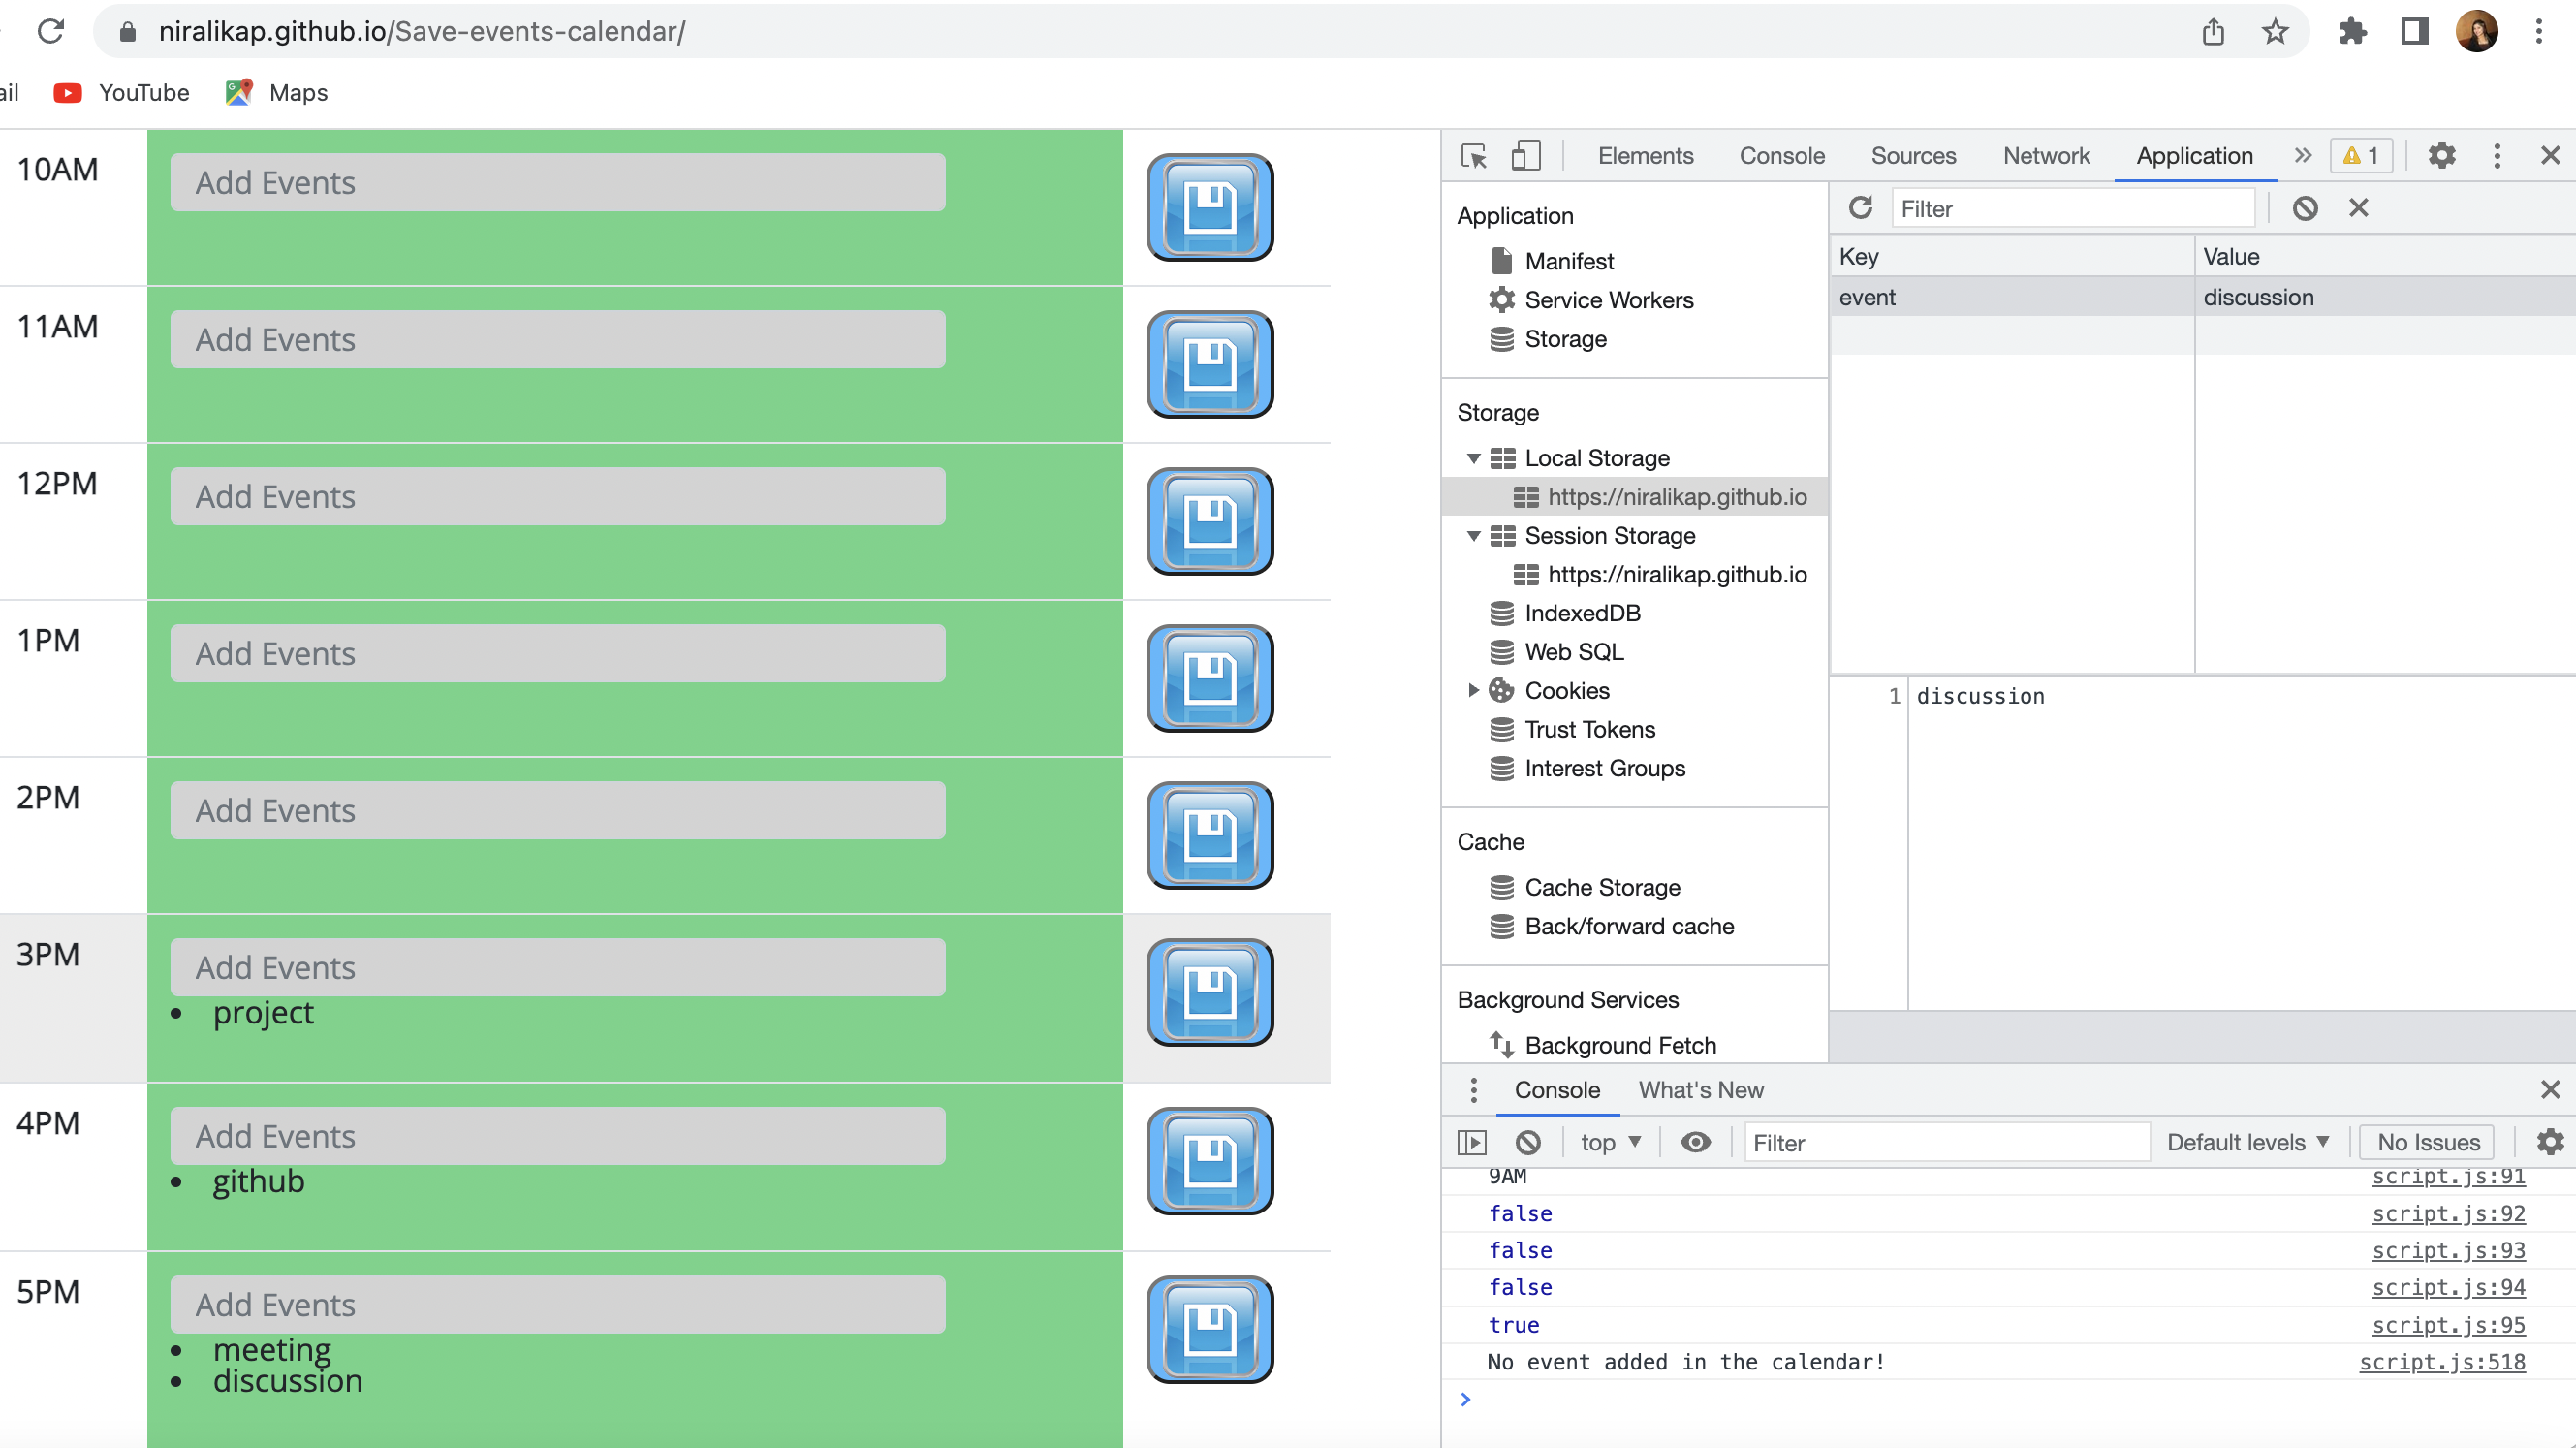 niralikap.github.io/Save-events-calendar/
ail YouTube Maps
10AM Add Events
11AM Add Events
12PM Add Events
1PM Add Events
2PM Add Events
3PM Add Events
• project
4PM Add Events
• github
5PM Add Events
• meeting
• discussion
Elements Console Sources Network Application » 1
Application
Manifest
Service Workers
Storage
Storage
Local Storage
https://niralikap.github.io
Session Storage
https://niralikap.github.io
IndexedDB
Web SQL
Cookies
Trust Tokens
Interest Groups
Cache
Cache Storage
Back/forward cache
Background Services
Background Fetch
Filter
Key Value
event discussion
1 discussion
Console What's New
top Filter Default levels No Issues
9AM script.js:91
false script.js:92
false script.js:93
false script.js:94
true script.js:95
No event added in the calendar! script.js:518